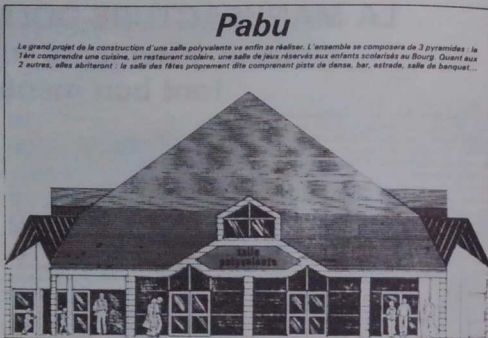 Pabu
Le grand projet de la construction d'une salle polyvalente va enfin se réaliser. L'ensemble se composera de 3 pyramides : la
1ère comprendra une cuisine, un restaurant scolaire, une salle de jeux réservés aux enfants scolarisés au Bourg. Quant aux
2 autres, elles abriteront : la salle des fêtes proprement dite comprenant piste de danse, bar, estrade, salle de banquet...
salle
polyvalente